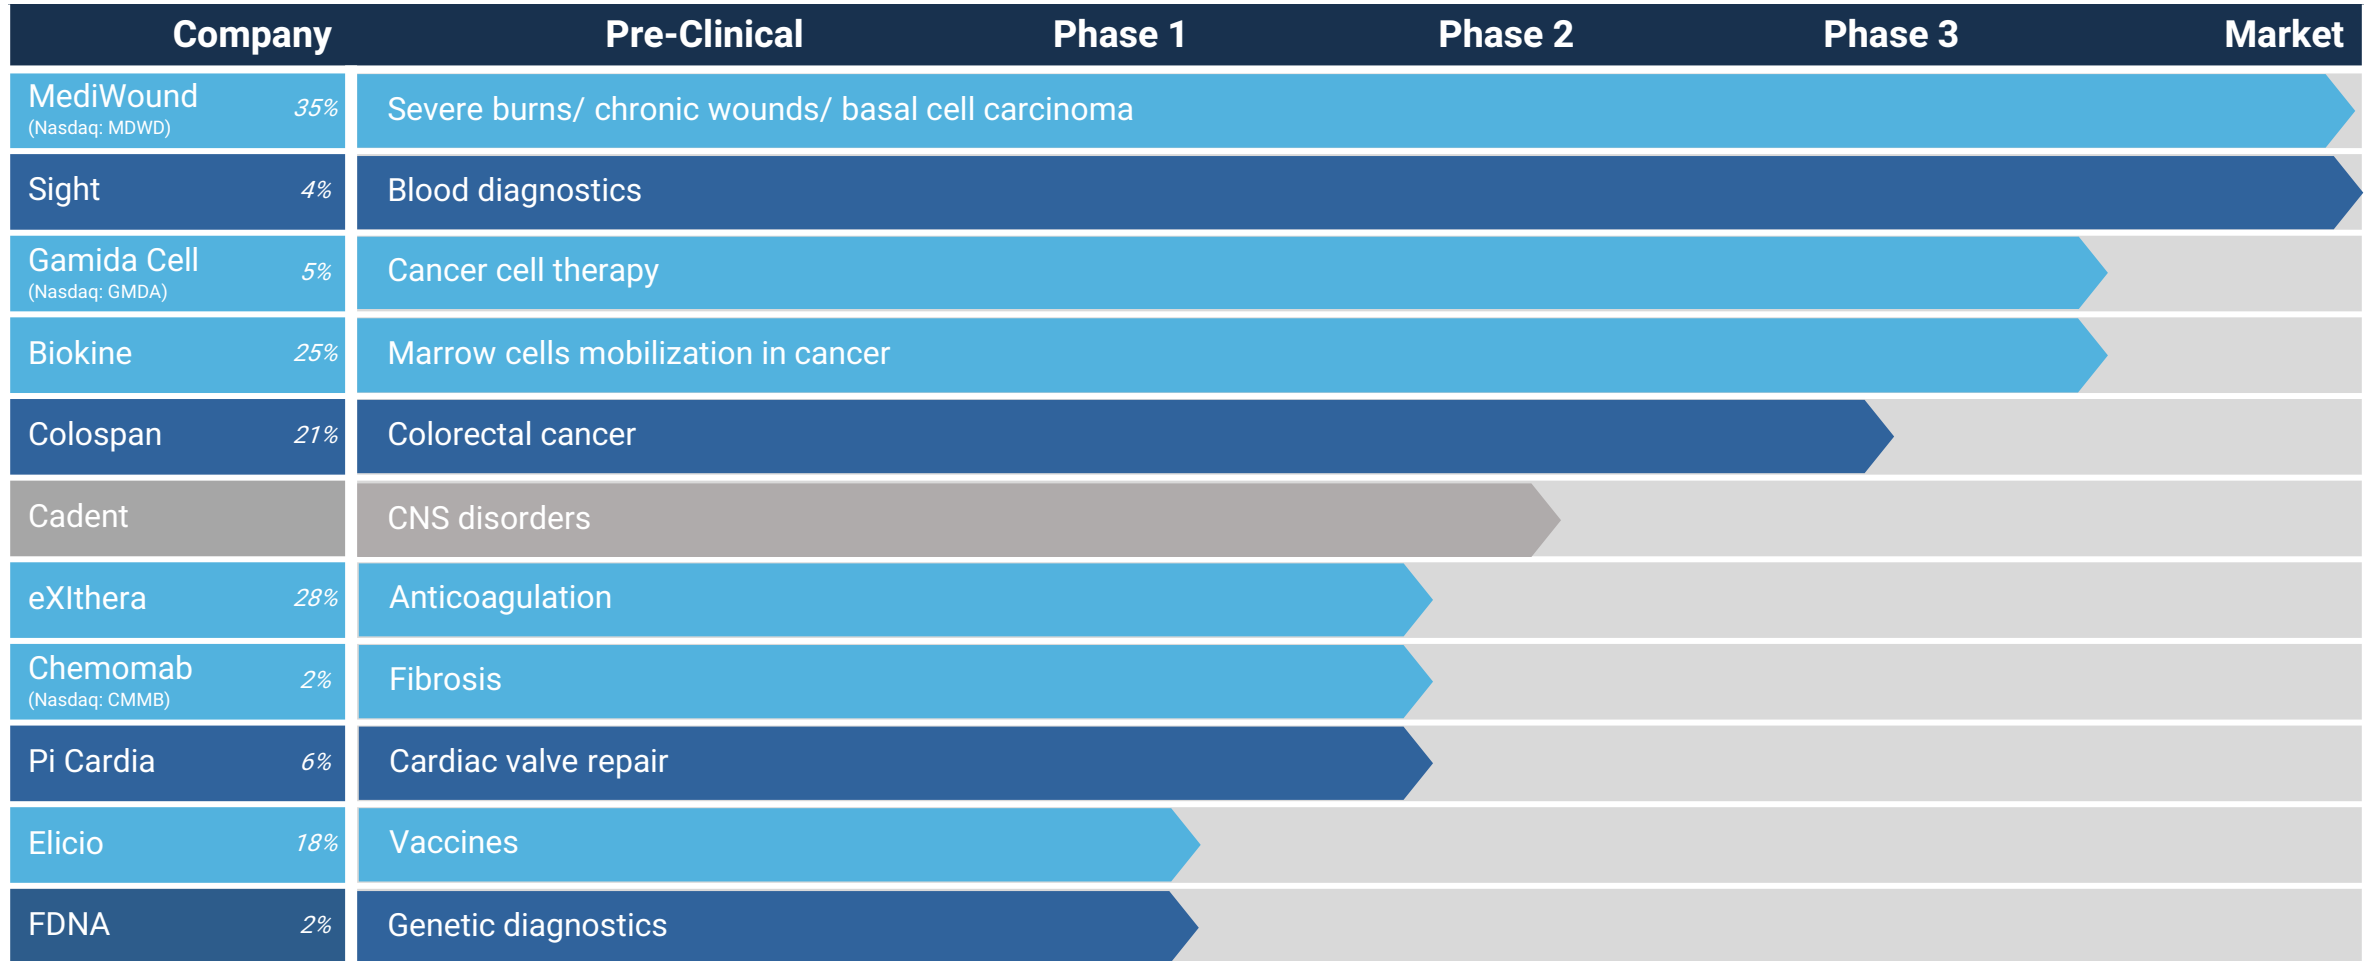 Company Pre-Clinical Phase 1 Phase 2 Phase 3 Market
MediWound 35% Severe burns/ chronic wounds/ basal cell carcinoma
(Nasdaq: MDWD)
Sight 4% Blood diagnostics
Gamida Cell 5% Cancer cell therapy
(Nasdaq: GMDA)
Biokine 25% Marrow cells mobilization in cancer
Colospan 21% Colorectal cancer
Cadent CNS disorders
eXIthera 28% Anticoagulation
Chemomab 2% Fibrosis
(Nasdaq: CMMB)
Pi Cardia 6% Cardiac valve repair
Elicio 18% Vaccines
FDNA 2% Genetic diagnostics